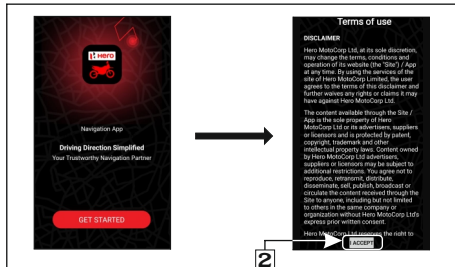 Hero
Navigation App
Driving Direction Simplified
Your Trustworthy Navigation Partner
GET STARTED
Terms of use
DISCLAIMER
Hero MotoCorp Ltd, at its sole discretion,
may change the terms, conditions and
operation of its website (the "Site") / App
at any time. By using the services of the
site of Hero MotoCorp Limited, the user
agrees to the terms of this disclaimer and
further waives any rights or claims it may
have against Hero MotoCorp Ltd.
The content available through the Site /
App is the sole property of Hero
MotoCorp Ltd or its advertisers, suppliers
or licensors and is protected by patent,
copyright, trademark and other
intellectual property laws. Content owned
by Hero MotoCorp Ltd advertisers,
suppliers or licensors may be subject to
additional restrictions. You agree not to
reproduce, retransmit, distribute,
disseminate, sell, publish, broadcast or
circulate the content received through the
Site to anyone, including but not limited
to others in the same company or
organization without Hero MotoCorp Ltd's
express prior written consent.
Hero MotoCorp Ltd reserves the right to
I ACCEPT
2